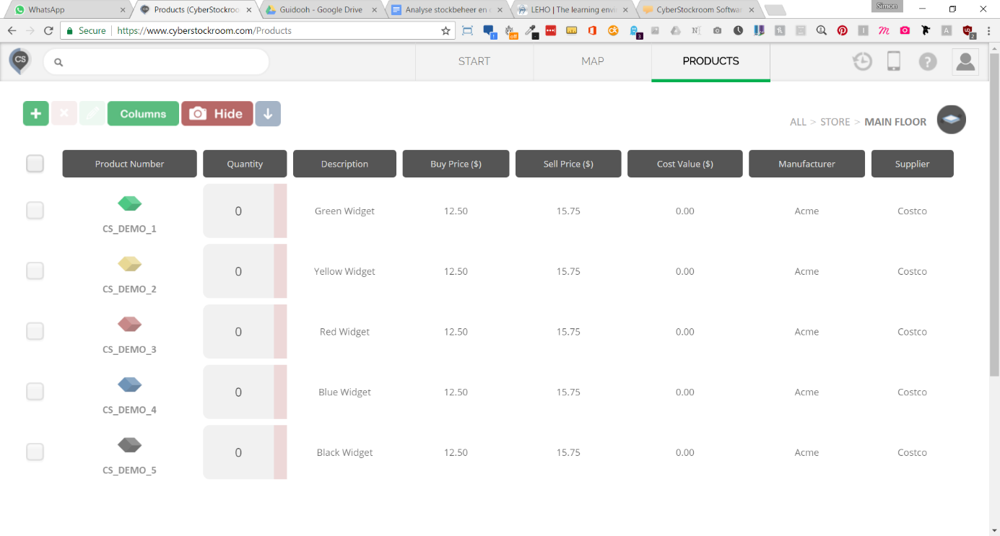 Simon
WhatsApp
Products (CyberStockroo
Guidooh - Google Drive
Analyse stockbeheer en
LEHO | The learning envi
CyberStockroom Softwar
Secure
https://www.cyberstockroom.com/Products
off
3
2
CS
START
MAP
PRODUCTS
Columns
Hide
ALL > STORE > MAIN FLOOR
Product Number Quantity Description Buy Price ($) Sell Price ($) Cost Value ($) Manufacturer Supplier
0 Green Widget 12.50 15.75 0.00 Acme Costco
CS_DEMO_1
0 Yellow Widget 12.50 15.75 0.00 Acme Costco
CS_DEMO_2
0 Red Widget 12.50 15.75 0.00 Acme Costco
CS_DEMO_3
0 Blue Widget 12.50 15.75 0.00 Acme Costco
CS_DEMO_4
0 Black Widget 12.50 15.75 0.00 Acme Costco
CS_DEMO_5